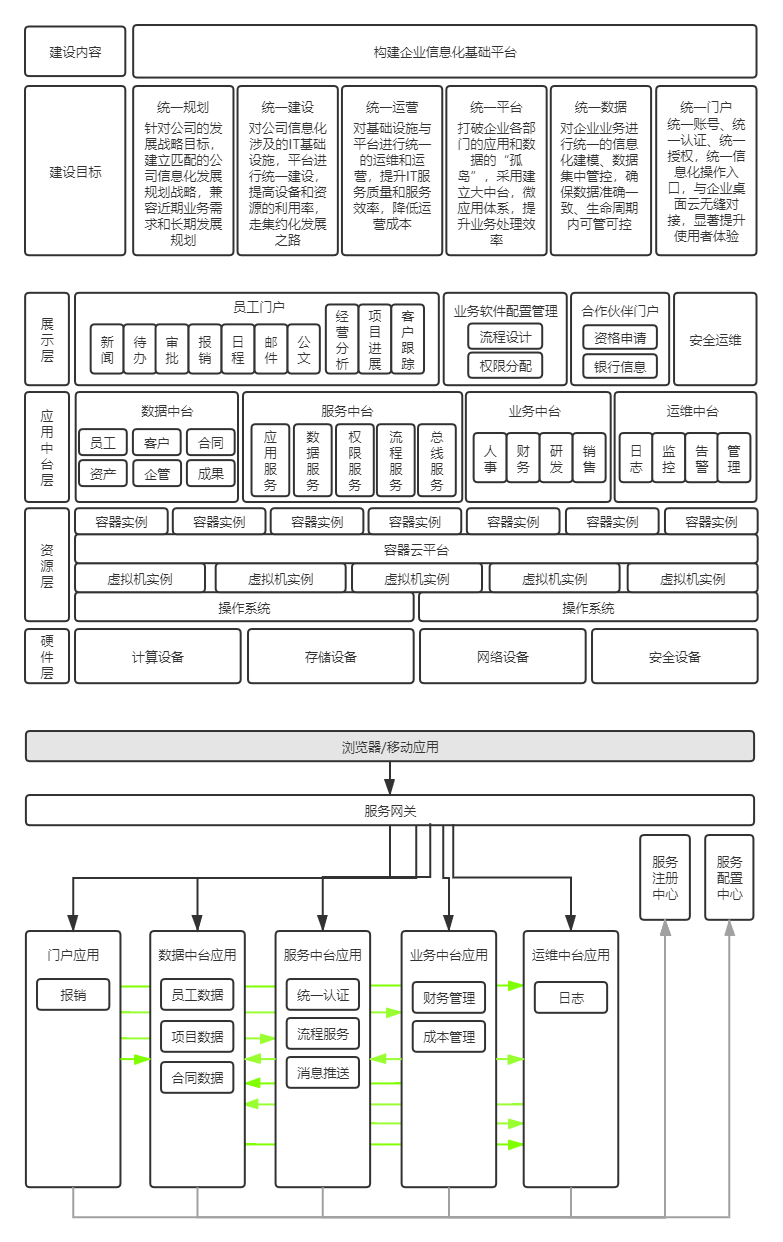 建设内容
构建企业信息化基础平台
建设目标
统一规划
针对公司的发
展战略目标，
建立匹配的公
司信息化发展
规划战略，兼
容近期业务需
求和长期发展
规划
统一建设
对公司信息化
涉及的IT基础
设施，平台进
行统一建设，
提高设备和资
源的利用率，
走集约化发展
之路
统一运营
对基础设施与
平台进行统一
的运维和运
营，提升IT服
务质量和服务
效率，降低运
营成本
统一平台
打破企业各部
门的应用和数
据的“孤
岛”，采用建
立大中台，微
应用体系，提
升业务处理效
率
统一数据
对企业业务进
行统一的信息
化建模、数据
集中管控，确
保数据准确一
致、生命周期
内可管可控
统一门户
统一账号、统
一认证、统一
授权，统一信
息化操作入
口，与企业桌
面云无缝对
接，显著提升
使用者体验
展示层
员工门户
新闻
待办
审批
报销
日程
邮件
公文
经营分析
项目进展
客户跟踪
业务软件配置管理
流程设计
权限分配
合作伙伴门户
资格申请
银行信息
安全运维
应用中台层
数据中台
员工
客户
合同
资产
企管
成果
服务中台
应用服务
数据服务
权限服务
流程服务
总线服务
业务中台
人事
财务
研发
销售
运维中台
日志
监控
告警
管理
资源层
容器实例
容器实例
容器实例
容器实例
容器实例
容器实例
容器实例
容器云平台
虚拟机实例
虚拟机实例
虚拟机实例
虚拟机实例
虚拟机实例
操作系统
操作系统
硬件层
计算设备
存储设备
网络设备
安全设备
浏览器/移动应用
服务网关
服务
注册
中心
服务
配置
中心
门户应用
报销
数据中台应用
员工数据
项目数据
合同数据
服务中台应用
统一认证
流程服务
消息推送
业务中台应用
财务管理
成本管理
运维中台应用
日志